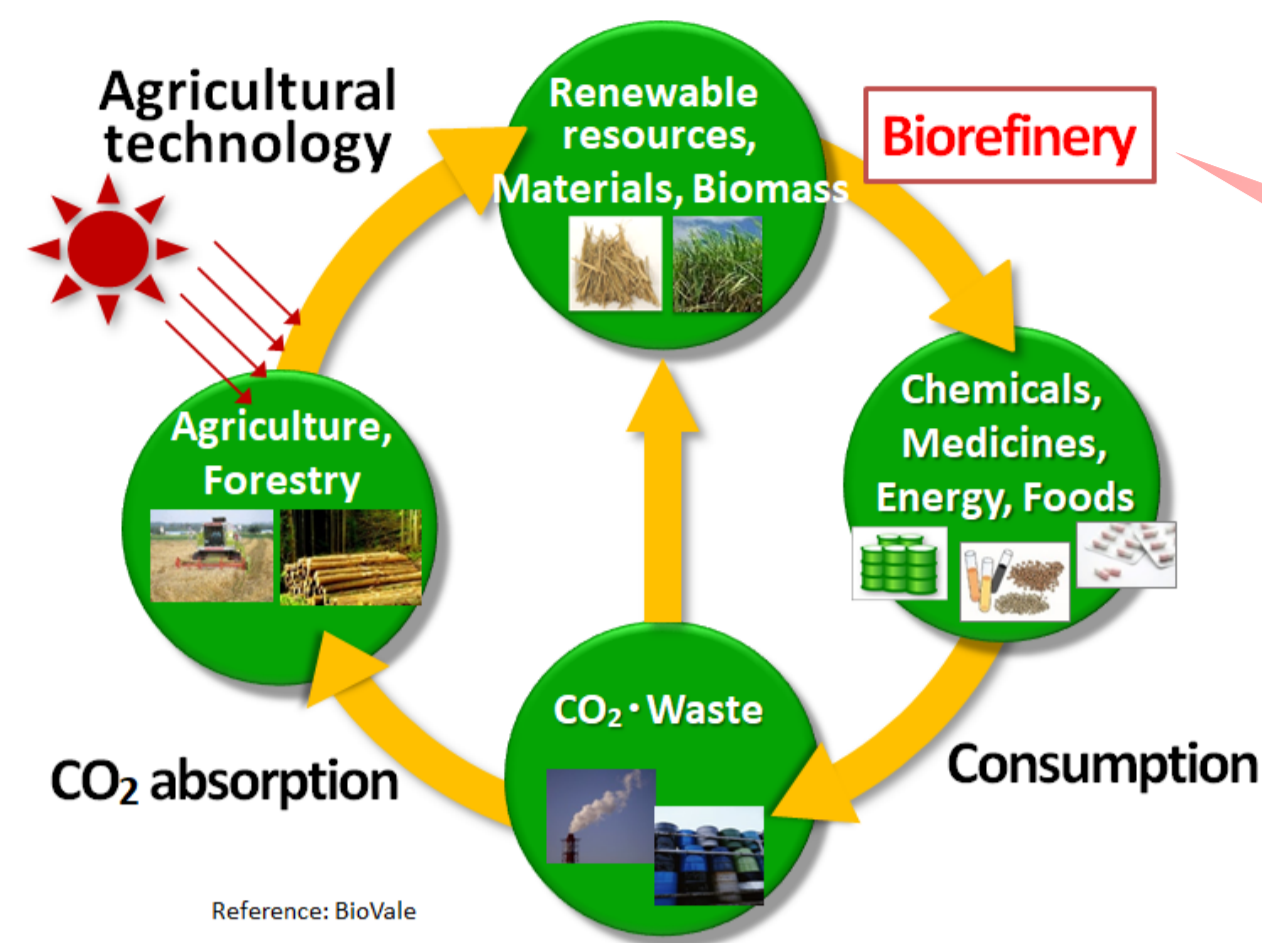 Agricultural
technology
Renewable
resources,
Materials, Biomass
Biorefinery
Chemicals,
Medicines,
Energy, Foods
Agriculture,
Forestry
CO₂・Waste
CO₂ absorption
Consumption
Reference: BioVale